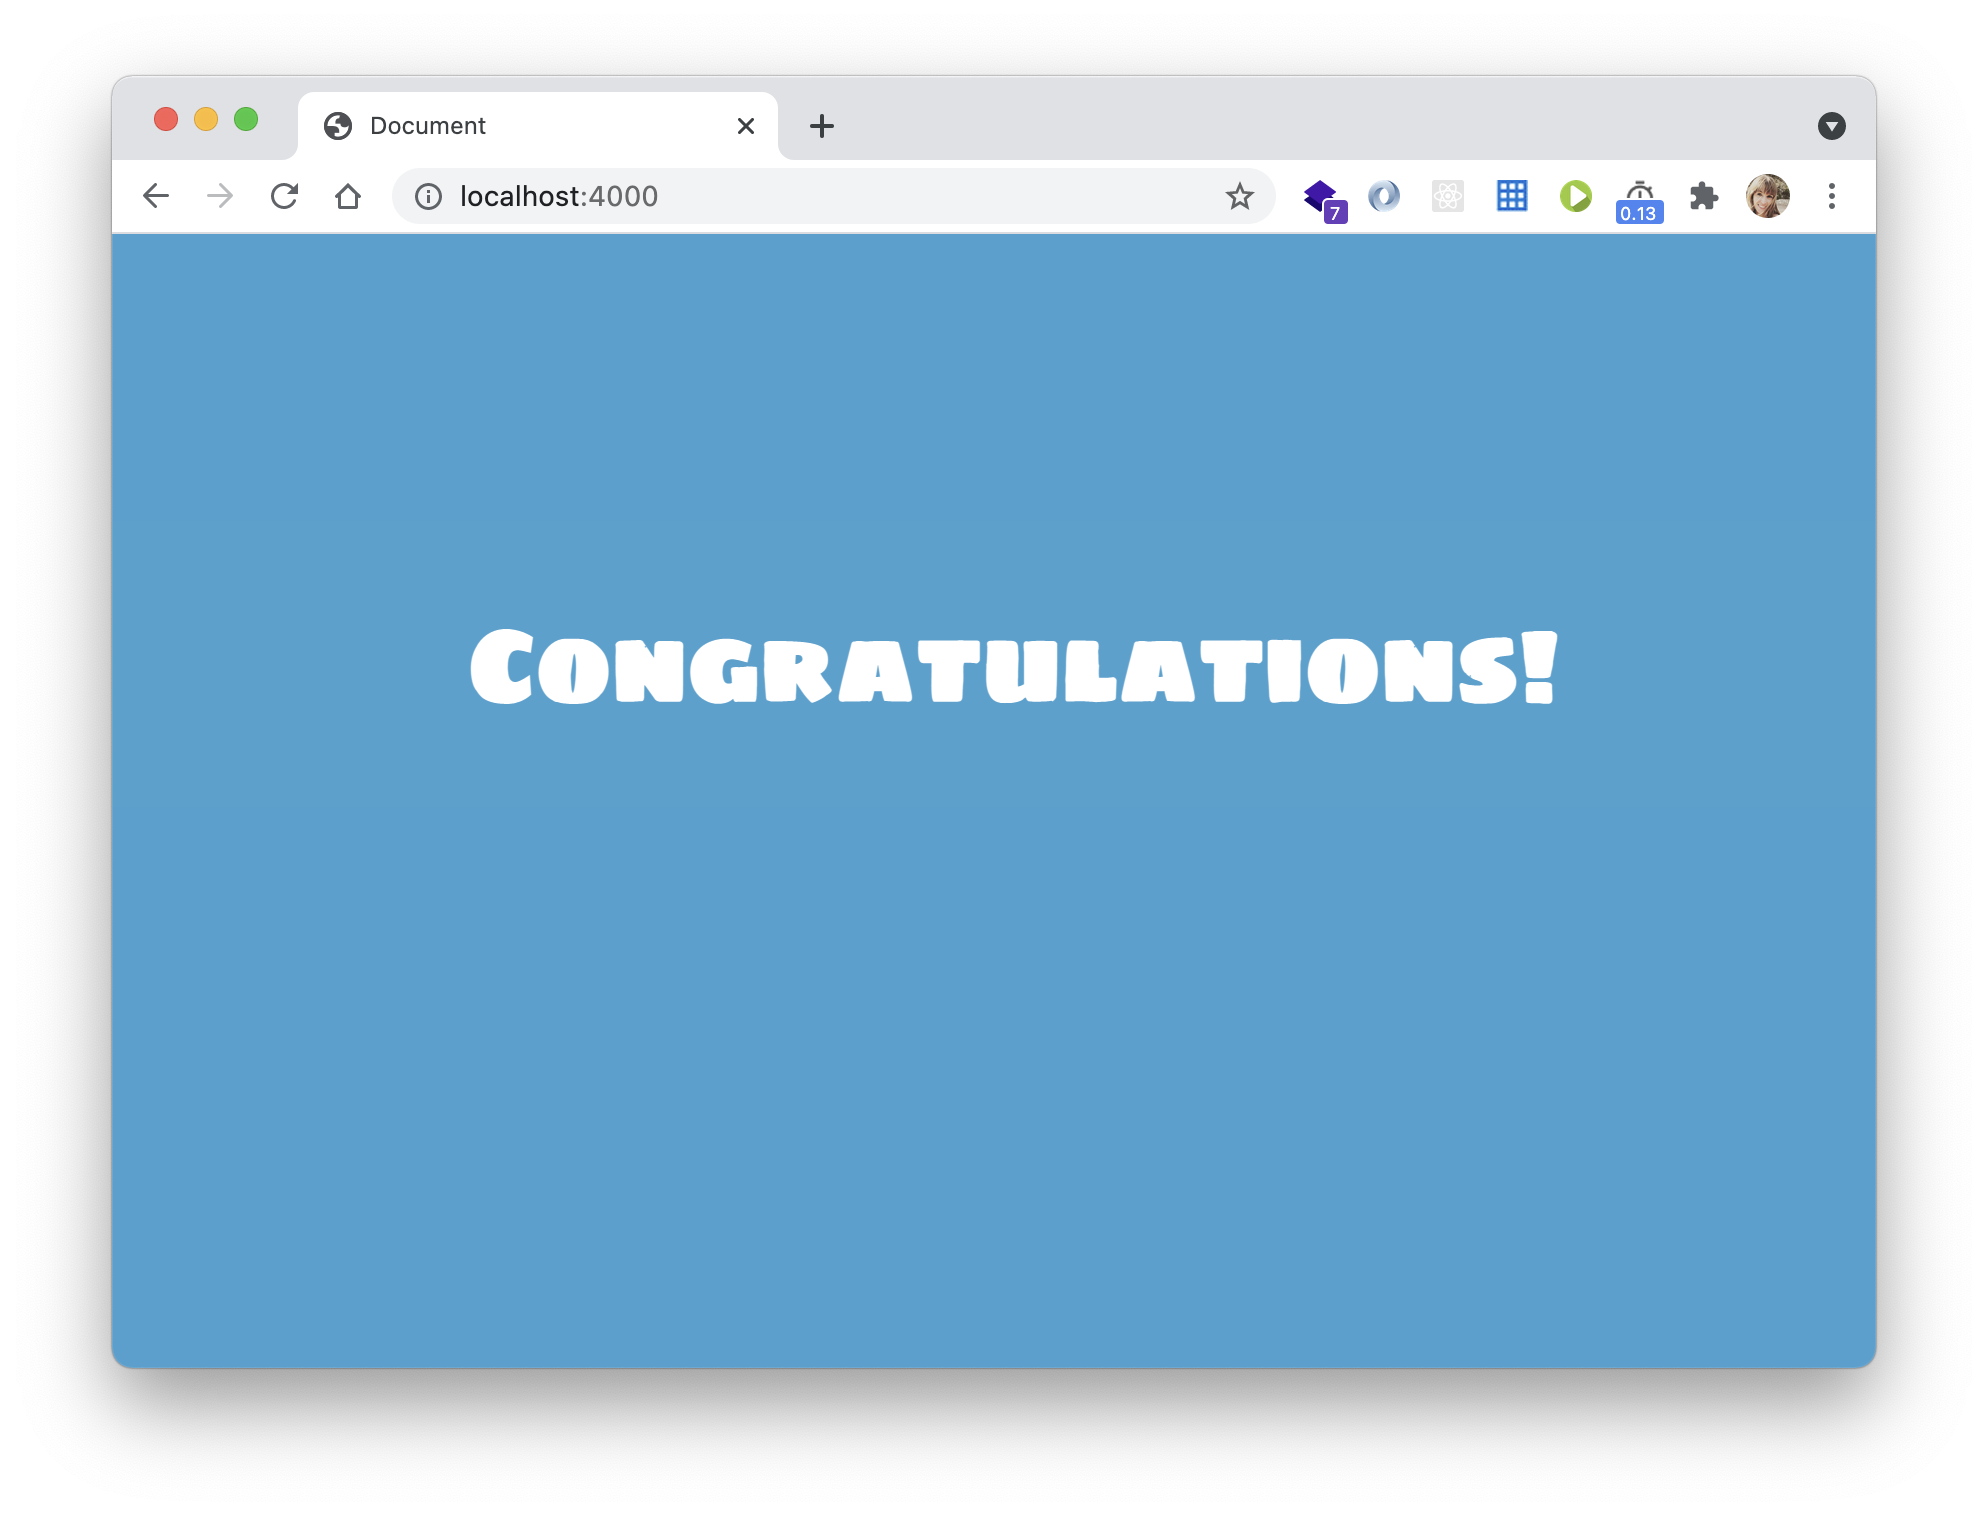 Document
localhost:4000
7
0.13
Congratulations!